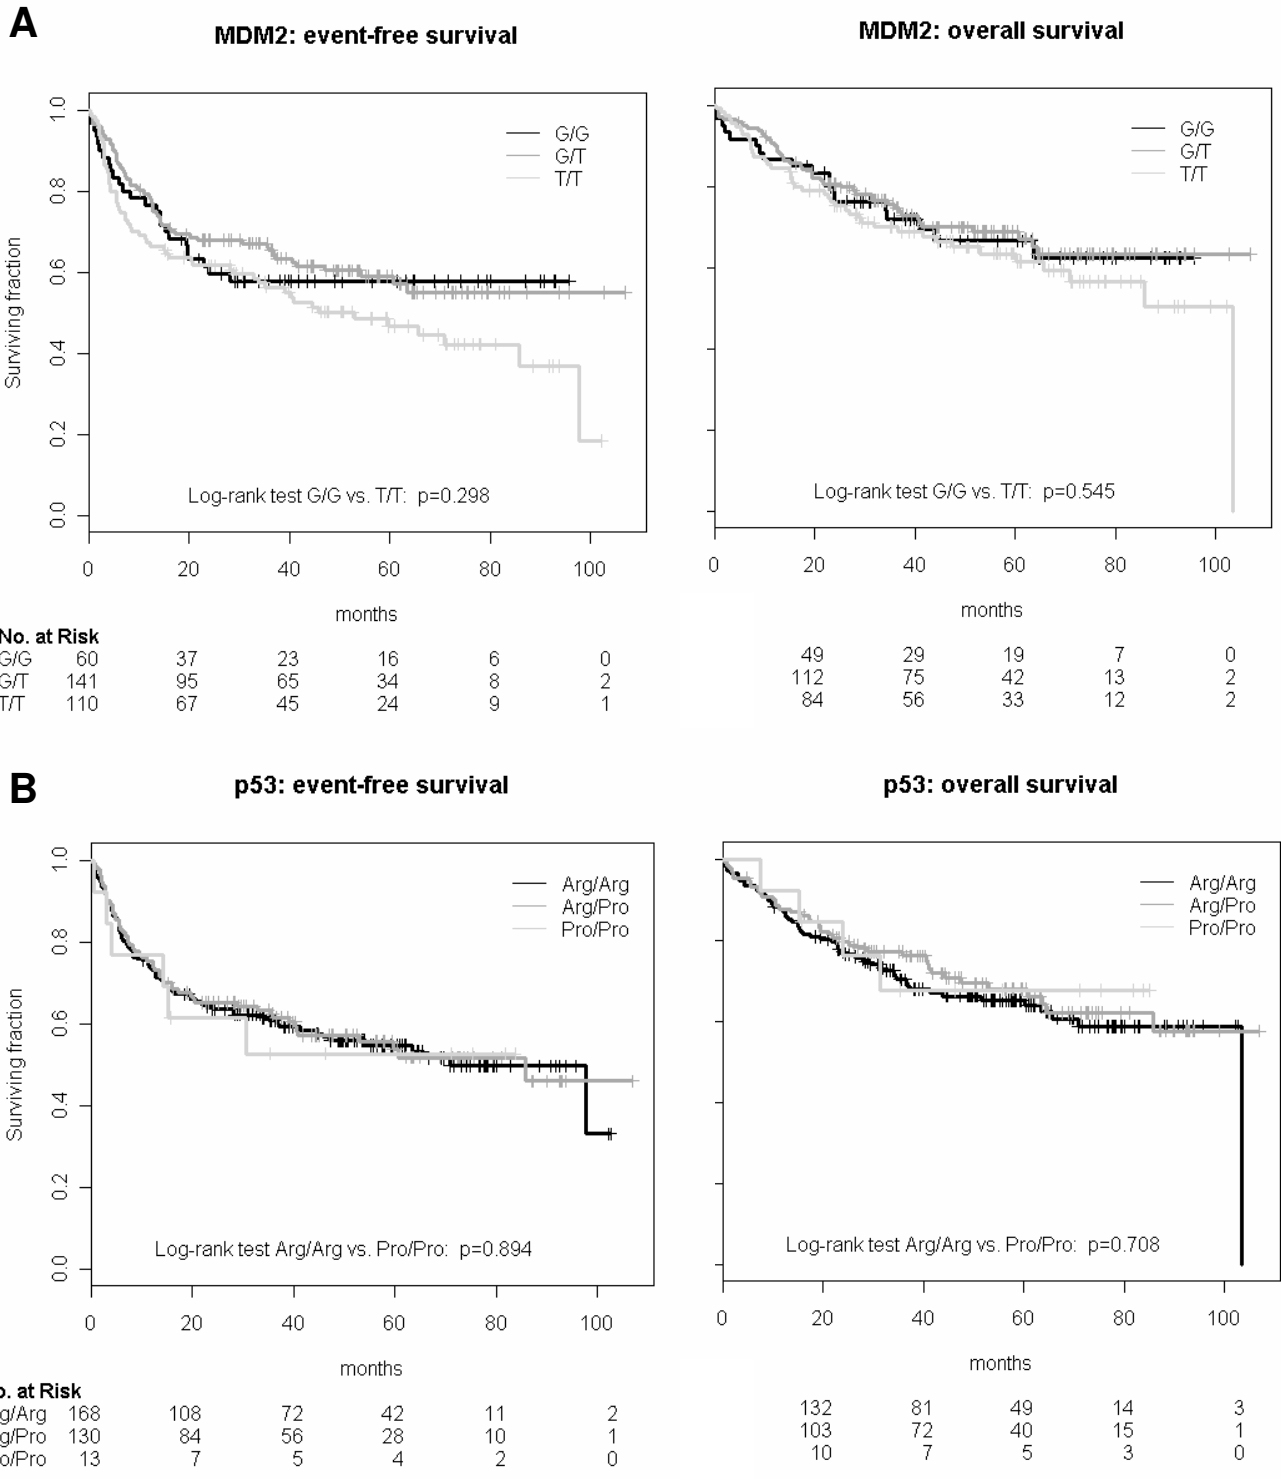 A
MDM2: event-free survival
MDM2: overall survival
Surviving fraction
1.0
0.8
0.6
0.4
0.2
0.0
G/G
G/T
T/T
Log-rank test G/G vs. T/T: p=0.298
0 20 40 60 80 100
months
G/G
G/T
T/T
Log-rank test G/G vs. T/T: p=0.545
0 20 40 60 80 100
months
No. at Risk
G/G 60 37 23 16 6 0
G/T 141 95 65 34 8 2
T/T 110 67 45 24 9 1
49 29 19 7 0
112 75 42 13 2
84 56 33 12 2
B
p53: event-free survival
p53: overall survival
Surviving fraction
1.0
0.8
0.6
0.4
0.2
0.0
Arg/Arg
Arg/Pro
Pro/Pro
Log-rank test Arg/Arg vs. Pro/Pro: p=0.894
0 20 40 60 80 100
months
Arg/Arg
Arg/Pro
Pro/Pro
Log-rank test Arg/Arg vs. Pro/Pro: p=0.708
0 20 40 60 80 100
months
o. at Risk
g/Arg 168 108 72 42 11 2
g/Pro 130 84 56 28 10 1
o/Pro 13 7 5 4 2 0
132 81 49 14 3
103 72 40 15 1
10 7 5 3 0